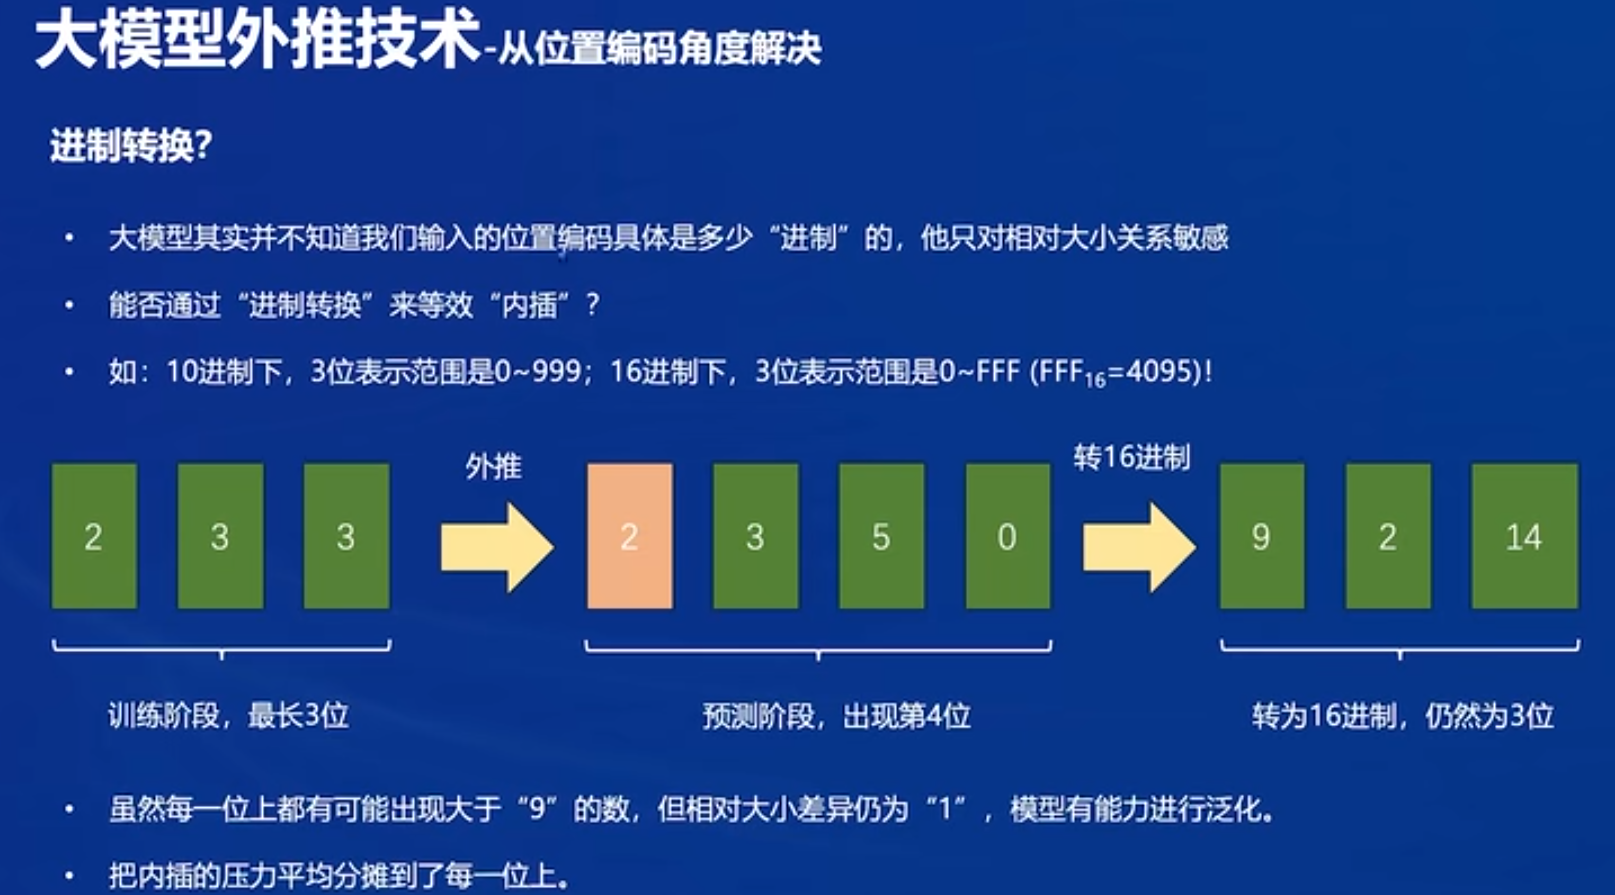 大模型外推技术-从位置编码角度解决
进制转换?
• 大模型其实并不知道我们输入的位置编码具体是多少“进制”的，他只对相对大小关系敏感
• 能否通过“进制转换”来等效“内插”？
• 如：10进制下，3位表示范围是0~999；16进制下，3位表示范围是0~FFF (FFF₁₆=4095)！
外推
转16进制
2 3 3
2 3 5 0
9 2 14
训练阶段，最长3位
预测阶段，出现第4位
转为16进制，仍然为3位
• 虽然每一位上都有可能出现大于“9”的数，但相对大小差异仍为“1”，模型有能力进行泛化。
• 把内插的压力平均分摊到了每一位上。